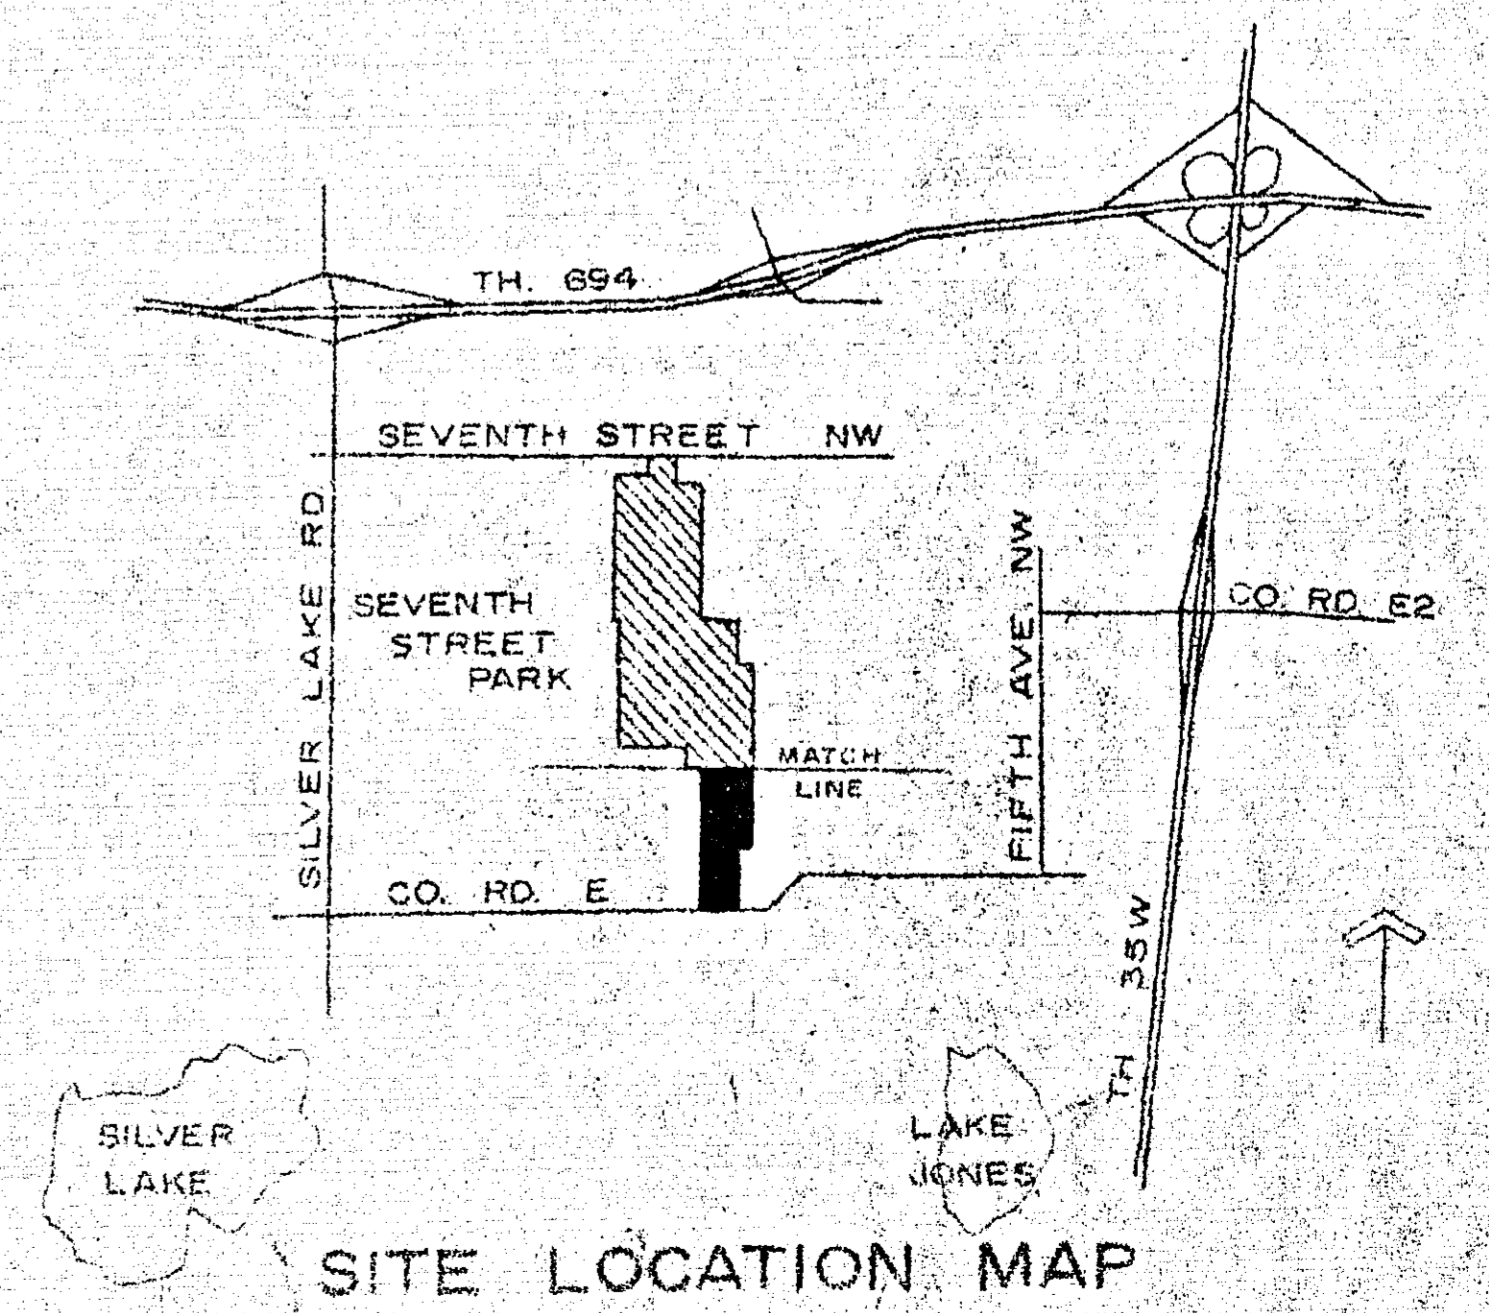 TH. 694
SEVENTH STREET NW
SILVER LAKE RD
SEVENTH
STREET
PARK
FIFTH AVE. NW
CO. RD. E2
MATCH
LINE
CO. RD. E
TH 35W
SILVER
LAKE
LAKE
JONES
SITE LOCATION MAP